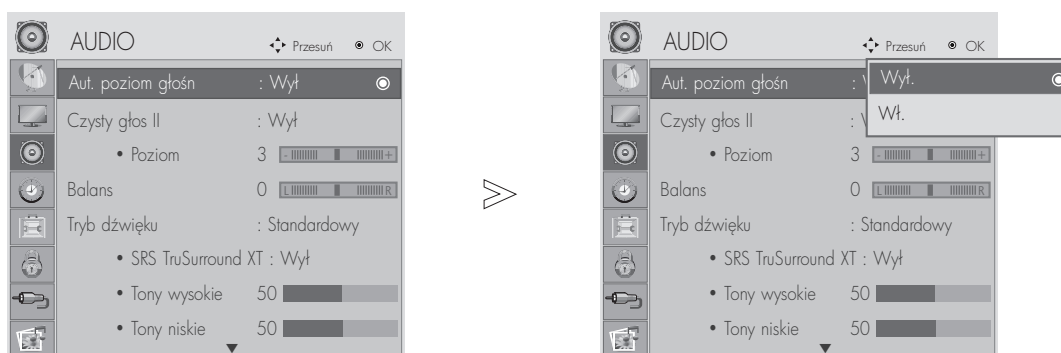 AUDIO Przesuń OK
Aut. poziom głośn : Wył
Czysty głos II : Wył
• Poziom 3 - +
Balans 0 L R
Tryb dźwięku : Standardowy
• SRS TruSurround XT : Wył
• Tony wysokie 50
• Tony niskie 50
AUDIO Przesuń OK
Aut. poziom głośn :
Wył.
Wł.
Czysty głos II :
• Poziom 3 - +
Balans 0 L R
Tryb dźwięku : Standardowy
• SRS TruSurround XT : Wył
• Tony wysokie 50
• Tony niskie 50